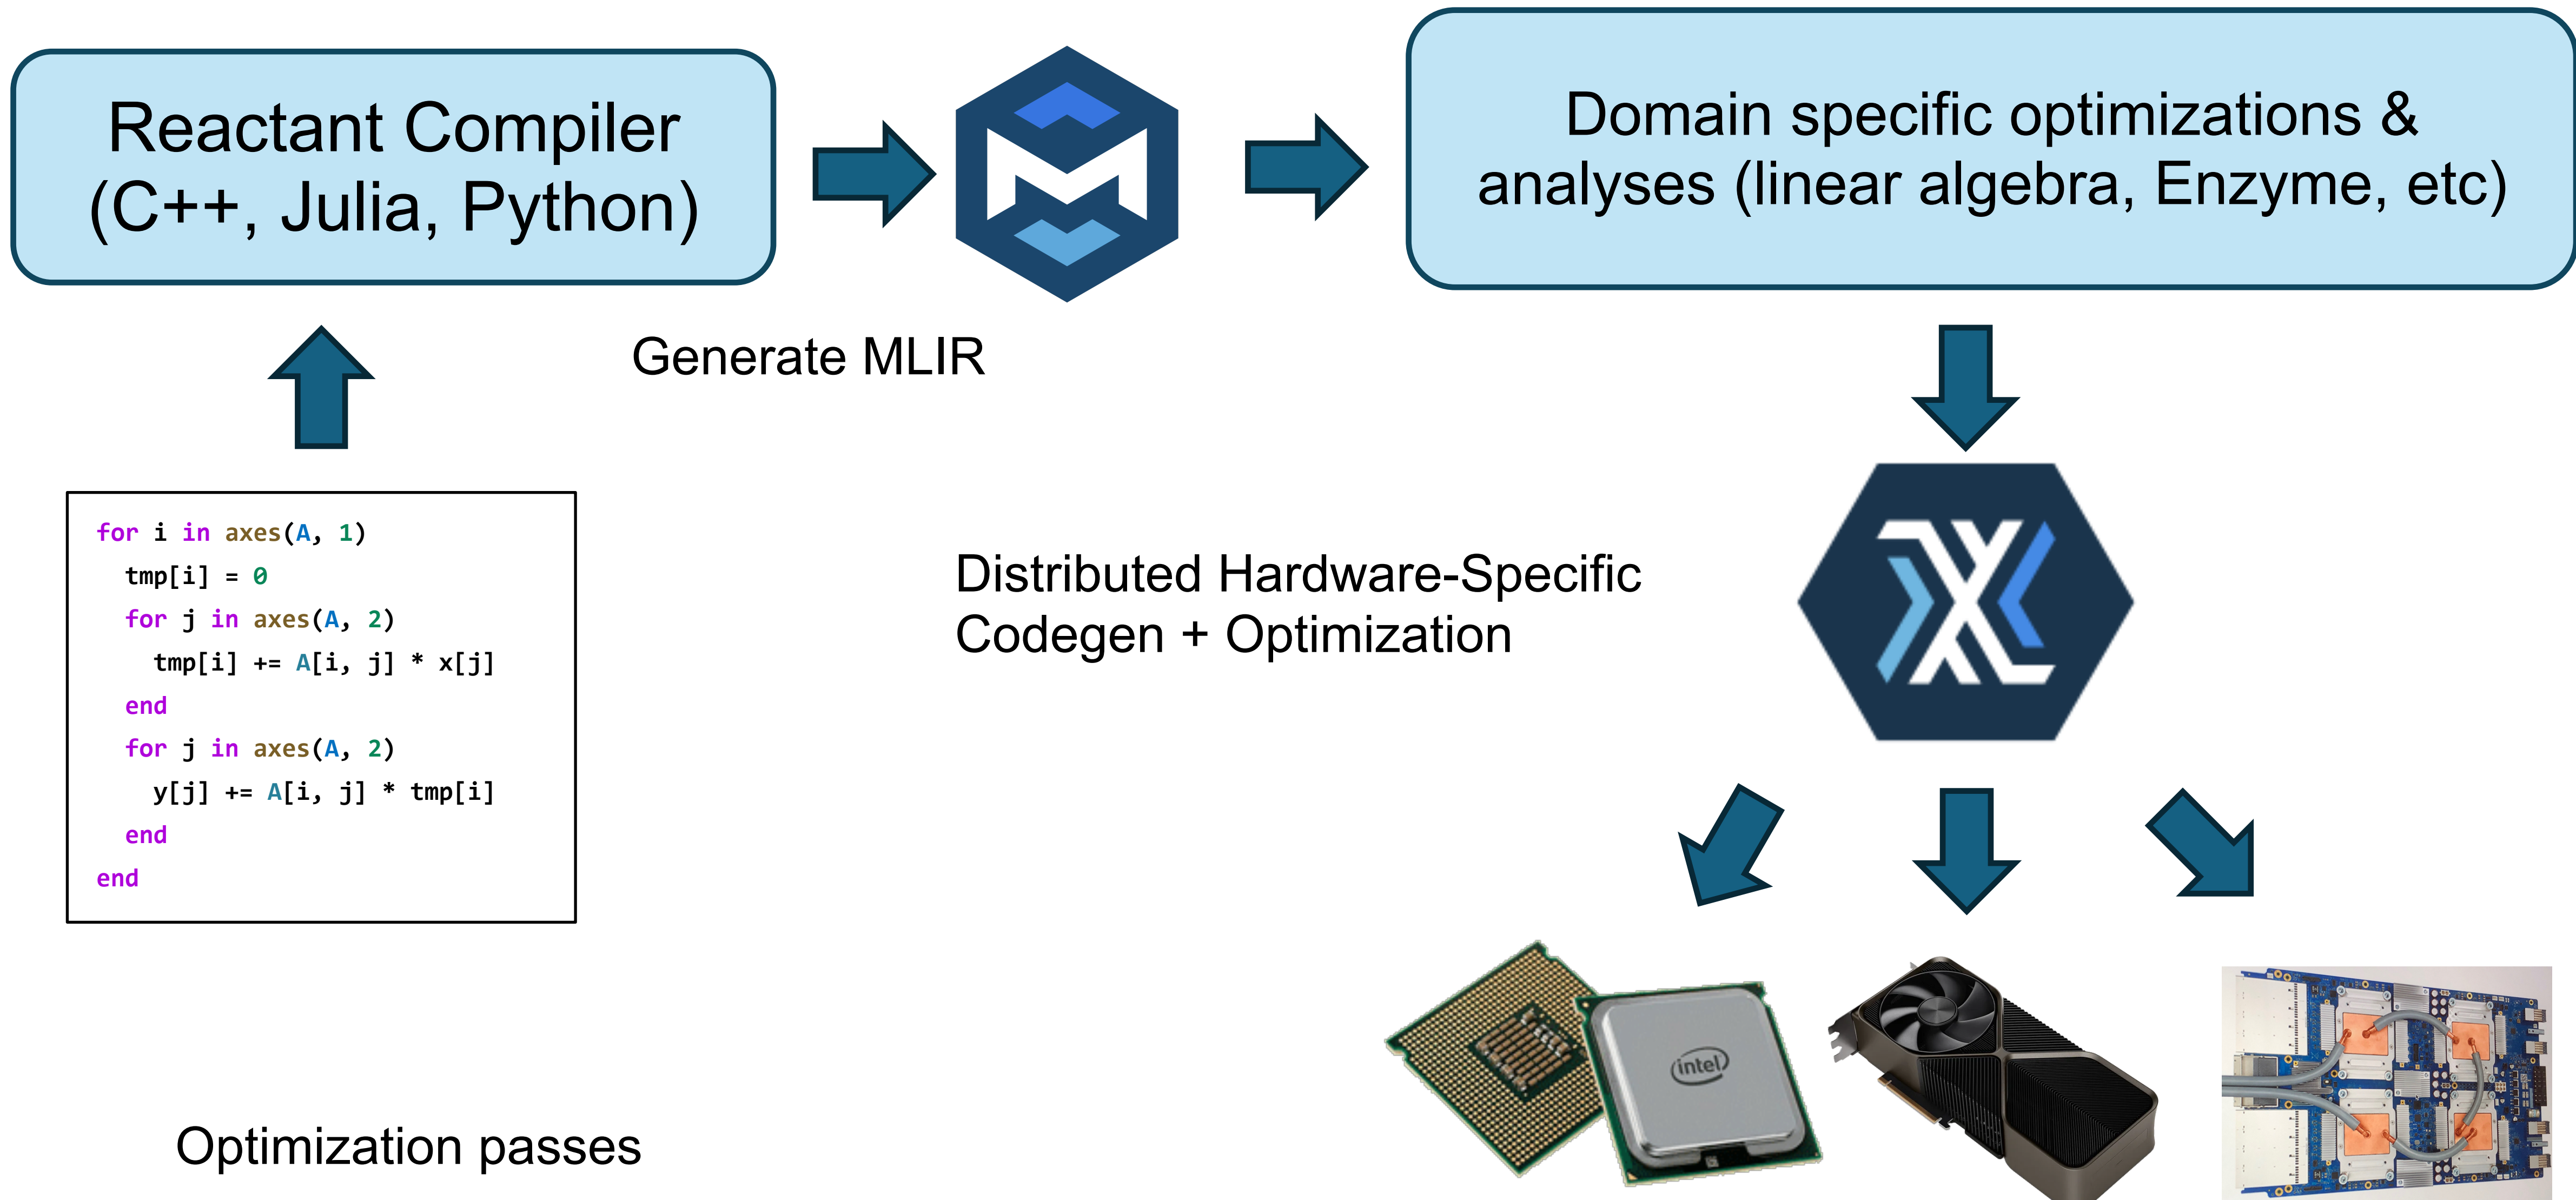 Reactant Compiler
(C++, Julia, Python)
Domain specific optimizations &
analyses (linear algebra, Enzyme, etc)
Generate MLIR
for i in axes(A, 1)
  tmp[i] = 0
  for j in axes(A, 2)
    tmp[i] += A[i, j] * x[j]
  end
  for j in axes(A, 2)
    y[j] += A[i, j] * tmp[i]
  end
end
Distributed Hardware-Specific
Codegen + Optimization
intel
Optimization passes